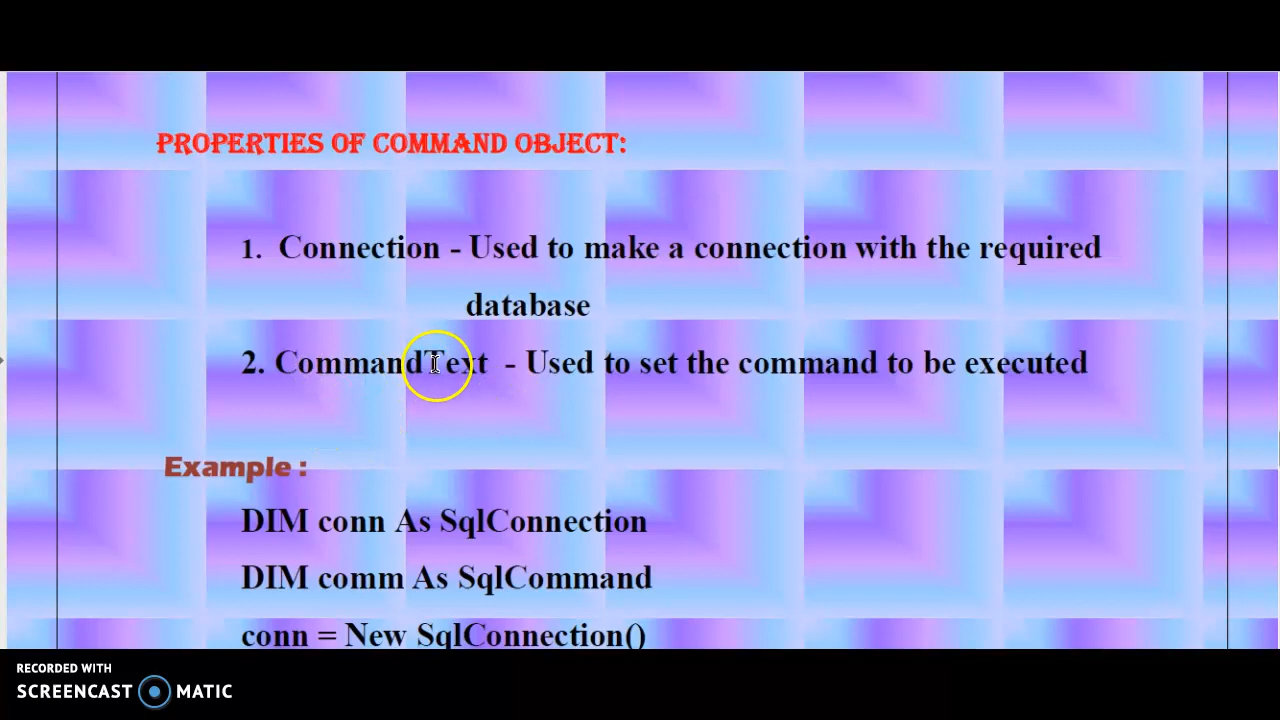 PROPERTIES OF COMMAND OBJECT:
1. Connection - Used to make a connection with the required
database
2. CommandText - Used to set the command to be executed
Example :
DIM conn As SqlConnection
DIM comm As SqlCommand
conn = New SqlConnection()
RECORDED WITH
SCREENCAST MATIC